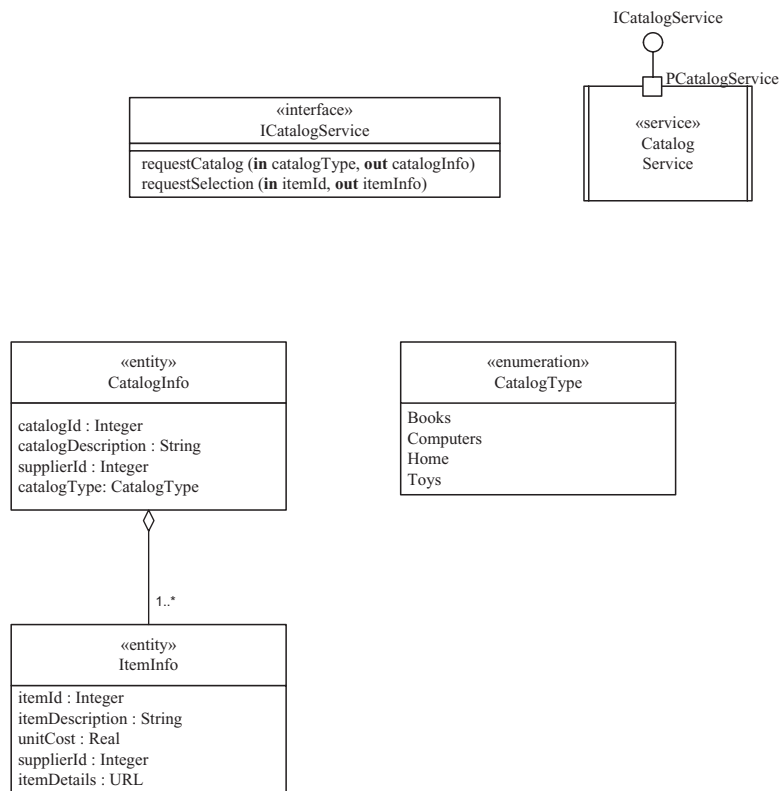 ICatalogService
PCatalogService
«interface»
ICatalogService
requestCatalog (in catalogType, out catalogInfo)
requestSelection (in itemId, out itemInfo)
«service»
Catalog
Service
«entity»
CatalogInfo
catalogId : Integer
catalogDescription : String
supplierId : Integer
catalogType: CatalogType
«enumeration»
CatalogType
Books
Computers
Home
Toys
1..*
«entity»
ItemInfo
itemId : Integer
itemDescription : String
unitCost : Real
supplierId : Integer
itemDetails : URL